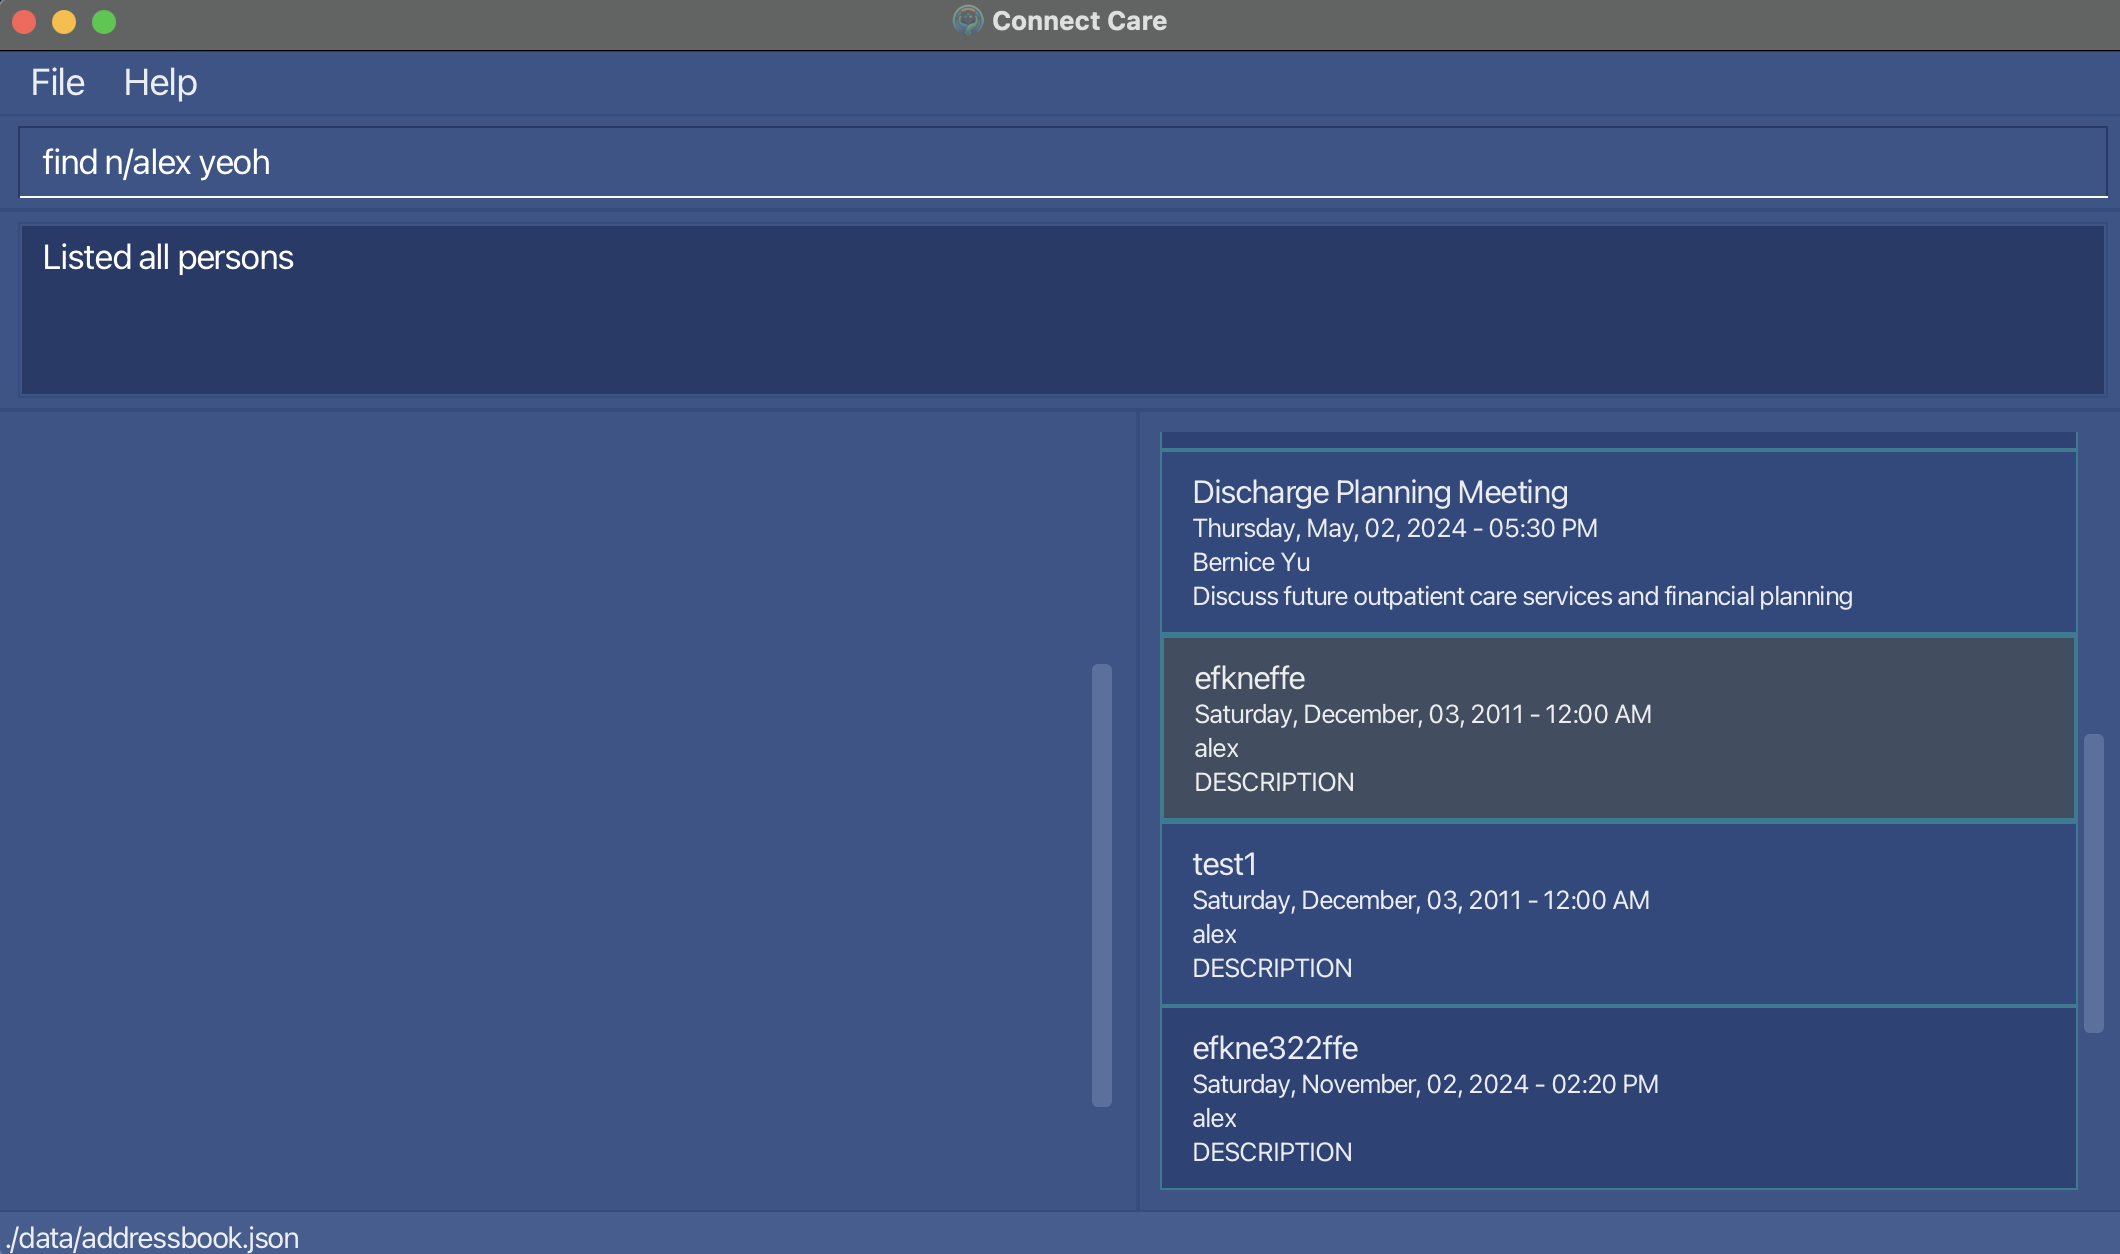 Connect Care
File Help
find n/alex yeoh
Listed all persons
Discharge Planning Meeting
Thursday, May, 02, 2024 - 05:30 PM
Bernice Yu
Discuss future outpatient care services and financial planning
efkneffe
Saturday, December, 03, 2011 - 12:00 AM
alex
DESCRIPTION
test1
Saturday, December, 03, 2011 - 12:00 AM
alex
DESCRIPTION
efkne322ffe
Saturday, November, 02, 2024 - 02:20 PM
alex
DESCRIPTION
./data/addressbook.json